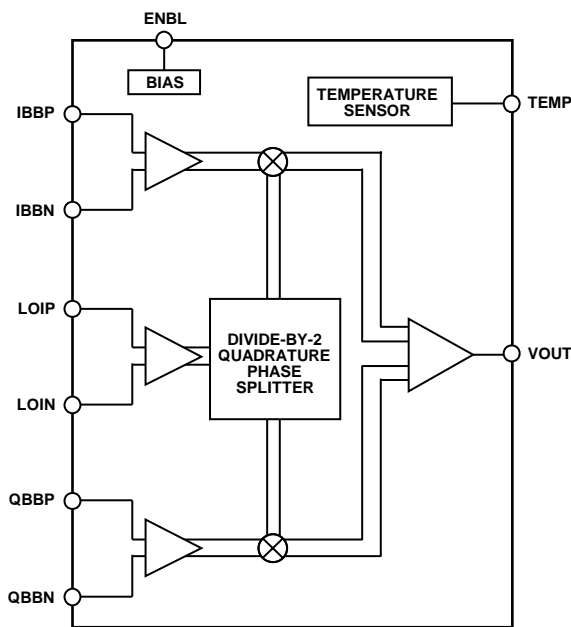 ENBL
BIAS
TEMPERATURE
SENSOR
TEMP
IBBP
IBBN
LOIP
DIVIDE-BY-2
QUADRATURE
PHASE
SPLITTER
VOUT
LOIN
QBBP
QBBN